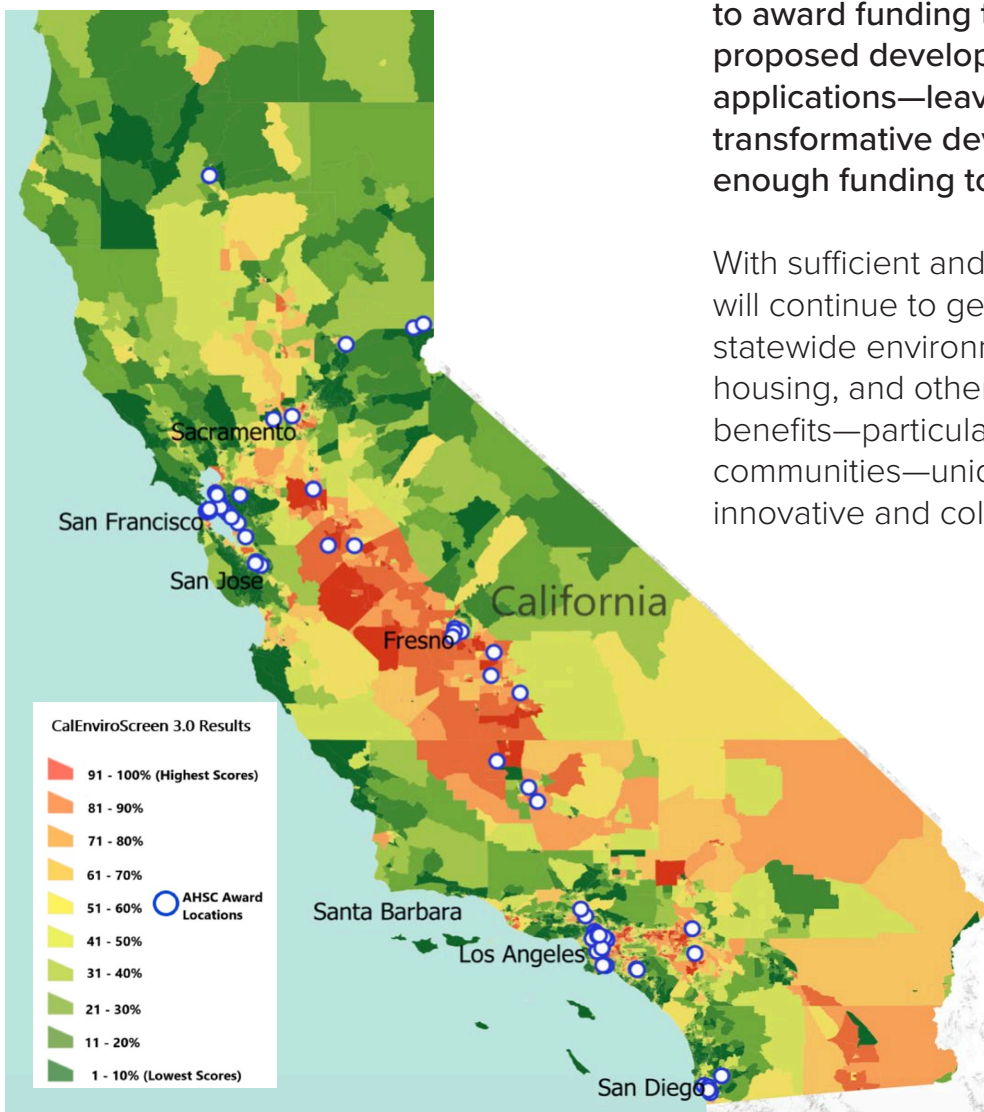 to award funding t
proposed develop
applications—leav
transformative dev
enough funding to
With sufficient and
will continue to ge
statewide environm
housing, and other
benefits—particula
communities—uniq
innovative and col
Sacramento
San Francisco
San Jose
California
Fresno
Santa Barbara
Los Angeles
San Diego
CalEnviroScreen 3.0 Results
91 - 100% (Highest Scores)
81 - 90%
71 - 80%
61 - 70%
51 - 60%
41 - 50%
31 - 40%
21 - 30%
11 - 20%
1 - 10% (Lowest Scores)
AHSC Award
Locations